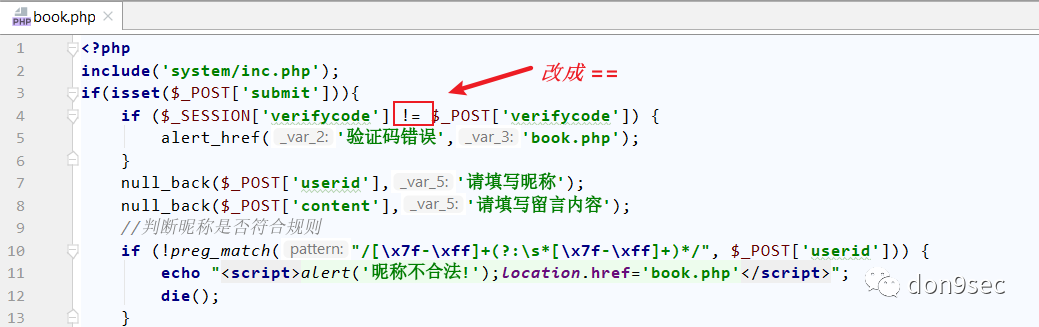 book.php
改成 ==
1 <?php
2 include('system/inc.php');
3 if(isset($_POST['submit'])){
4 if ($_SESSION['verifycode'] != $_POST['verifycode']) {
5 alert_href( _var_2: '验证码错误', _var_3: 'book.php');
6 }
7 null_back($_POST['userid'], _var_5: '请填写昵称');
8 null_back($_POST['content'], _var_5: '请填写留言内容');
9 //判断昵称是否符合规则
10 if (!preg_match( pattern: "/[\x7f-\xff]+(?:\s*[\x7f-\xff]+)*/", $_POST['userid'])) {
11 echo "<script>alert('昵称不合法!');location.href='book.php'</script>";
12 die();
13 }
don9sec